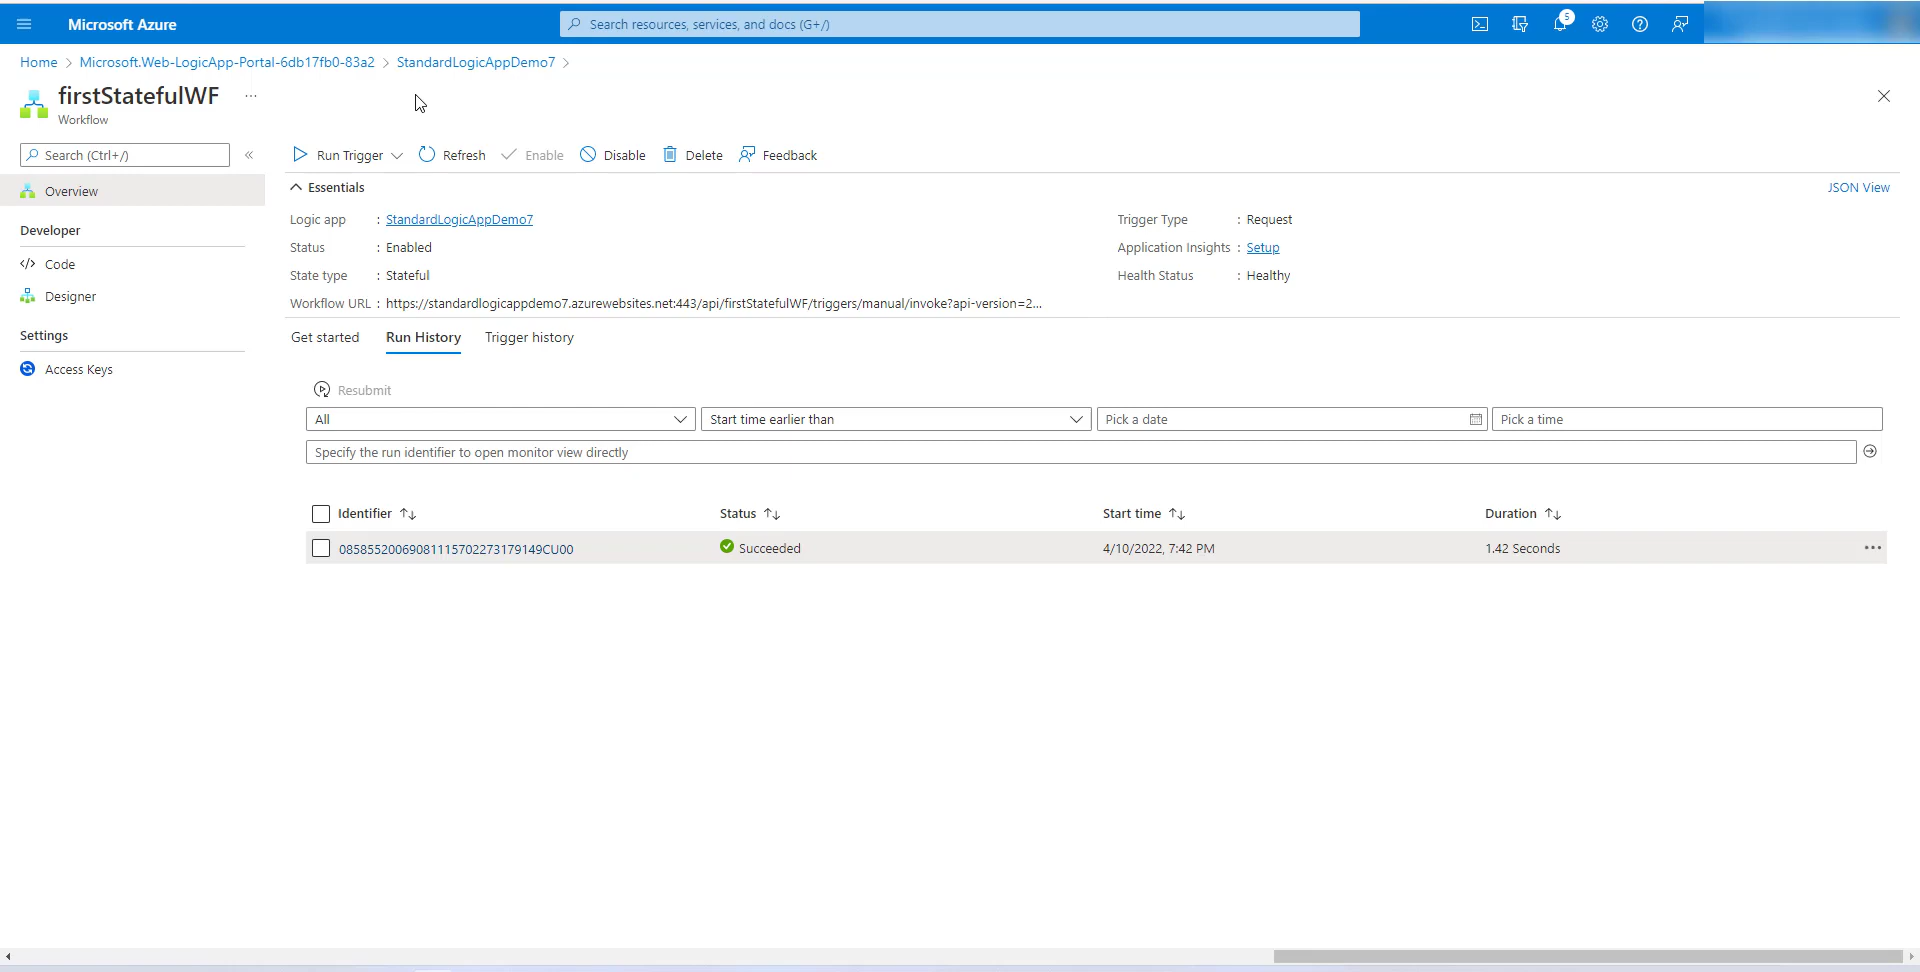 Microsoft Azure
Search resources, services, and docs (G+/)
5
Home > Microsoft.Web-LogicApp-Portal-6db17fb0-83a2 > StandardLogicAppDemo7 >
firstStatefulWF ...
Workflow
Search (Ctrl+/) «
Run Trigger Refresh Enable Disable Delete Feedback
Overview
Developer
</> Code
Designer
Settings
Access Keys
Essentials JSON View
Logic app : StandardLogicAppDemo7 Trigger Type : Request
Status : Enabled Application Insights : Setup
State type : Stateful Health Status : Healthy
Workflow URL : https://standardlogicappdemo7.azurewebsites.net:443/api/firstStatefulWF/triggers/manual/invoke?api-version=2...
Get started Run History Trigger history
Resubmit
All Start time earlier than Pick a date Pick a time
Specify the run identifier to open monitor view directly
Identifier Status Start time Duration
08585520069081115702273179149CU00 Succeeded 4/10/2022, 7:42 PM 1.42 Seconds ...